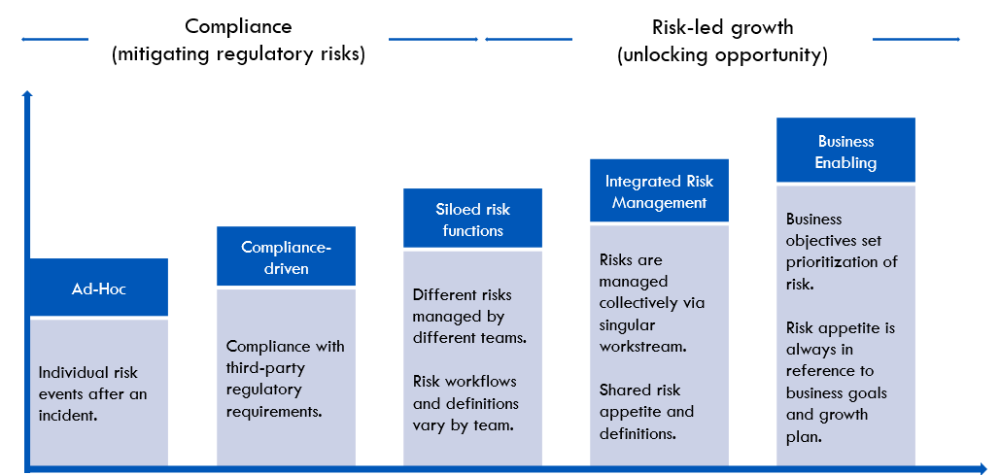 Compliance
(mitigating regulatory risks)
Risk-led growth
(unlocking opportunity)
Ad-Hoc
Individual risk
events after an
incident.
Compliance-
driven
Compliance with
third-party
regulatory
requirements.
Siloed risk
functions
Different risks
managed by
different teams.
Risk workflows
and definitions
vary by team.
Integrated Risk
Management
Risks are
managed
collectively via
singular
workstream.
Shared risk
appetite and
definitions.
Business
Enabling
Business
objectives set
prioritization of
risk.
Risk appetite is
always in
reference to
business goals
and growth
plan.